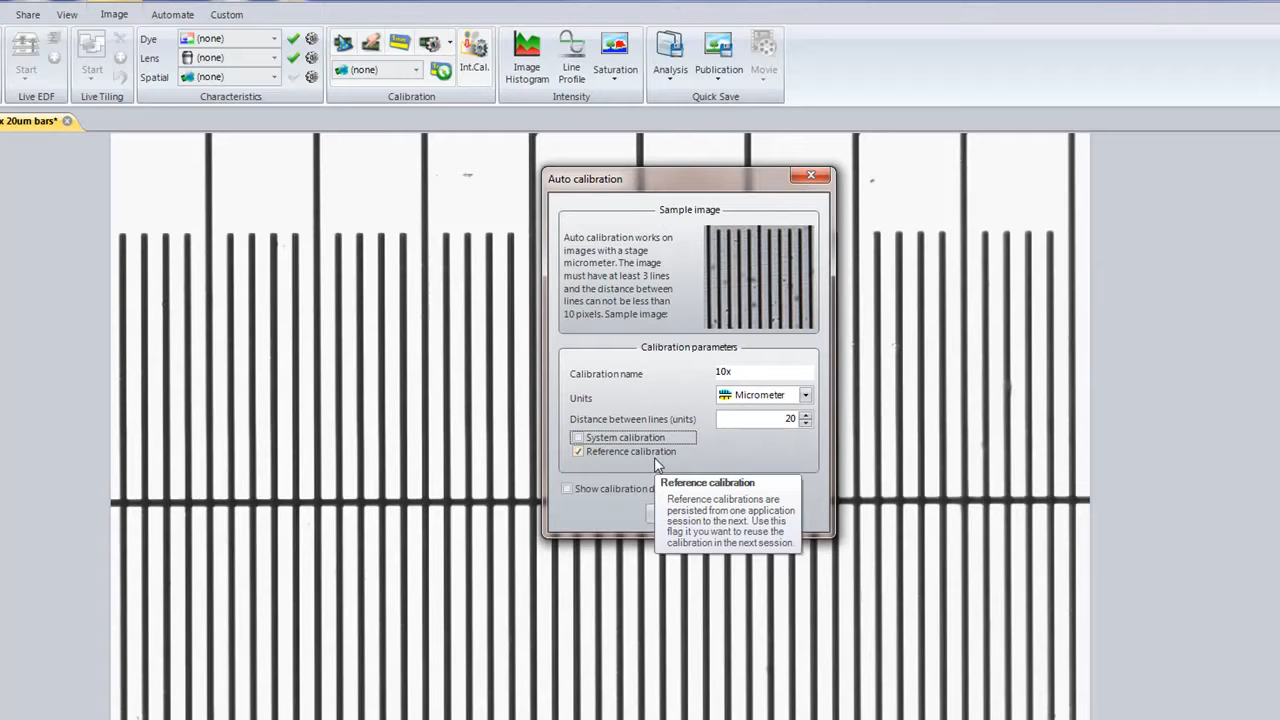 Share View Image Automate Custom
Dye (none)
Lens (none)
Spatial (none)
Start
Start
(none)
Int.Cal.
Image Histogram
Line Profile
Saturation
Analysis
Publication
Movie
Live EDF
Live Tiling
Characteristics
Calibration
Intensity
Quick Save
x 20um bars*
Auto calibration
Sample image
Auto calibration works on
images with a stage
micrometer. The image
must have at least 3 lines
and the distance between
lines can not be less than
10 pixels. Sample image:
Calibration parameters
Calibration name 10x
Units Micrometer
Distance between lines (units) 20
System calibration
Reference calibration
Show calibration d
Reference calibration
Reference calibrations are
persisted from one application
session to the next. Use this
flag it you want to reuse the
calibration in the next session.